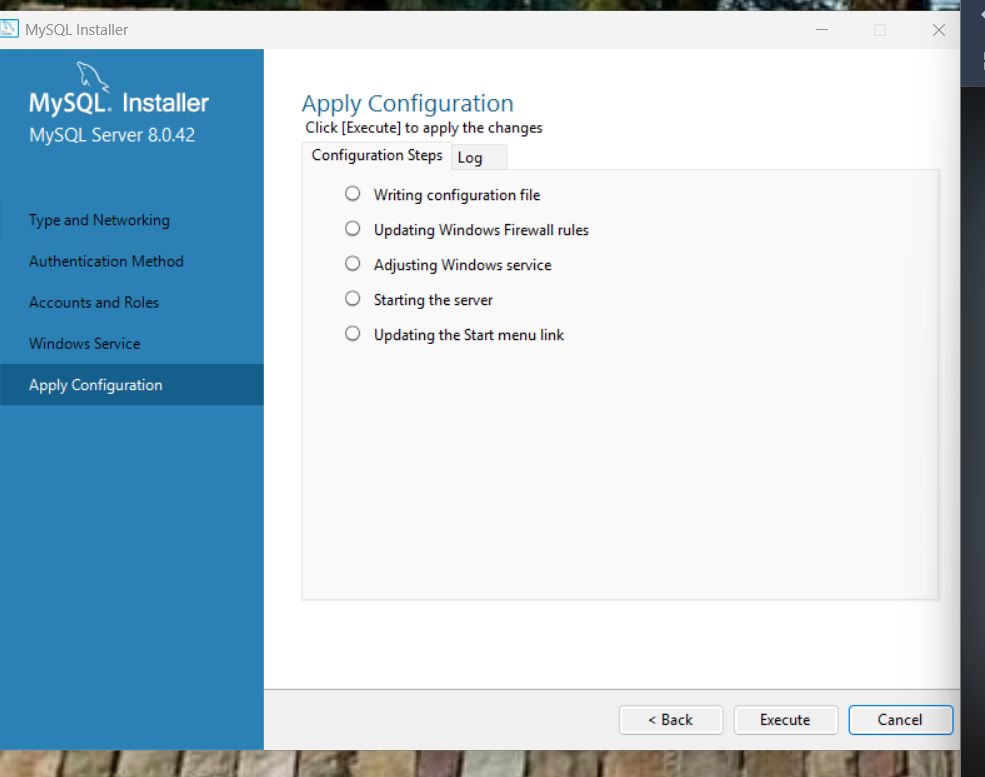 MySQL Installer
MySQL. Installer
MySQL Server 8.0.42
Type and Networking
Authentication Method
Accounts and Roles
Windows Service
Apply Configuration
Apply Configuration
Click [Execute] to apply the changes
Configuration Steps
Log
Writing configuration file
Updating Windows Firewall rules
Adjusting Windows service
Starting the server
Updating the Start menu link
< Back
Execute
Cancel